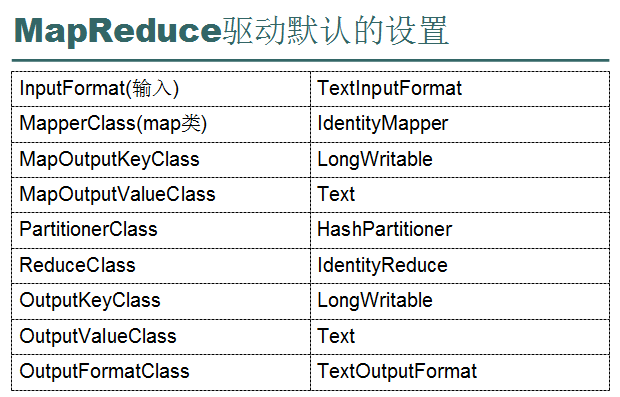 MapReduce驱动默认的设置
InputFormat(输入) TextInputFormat
MapperClass(map类) IdentityMapper
MapOutputKeyClass LongWritable
MapOutputValueClass Text
PartitionerClass HashPartitioner
ReduceClass IdentityReduce
OutputKeyClass LongWritable
OutputValueClass Text
OutputFormatClass TextOutputFormat